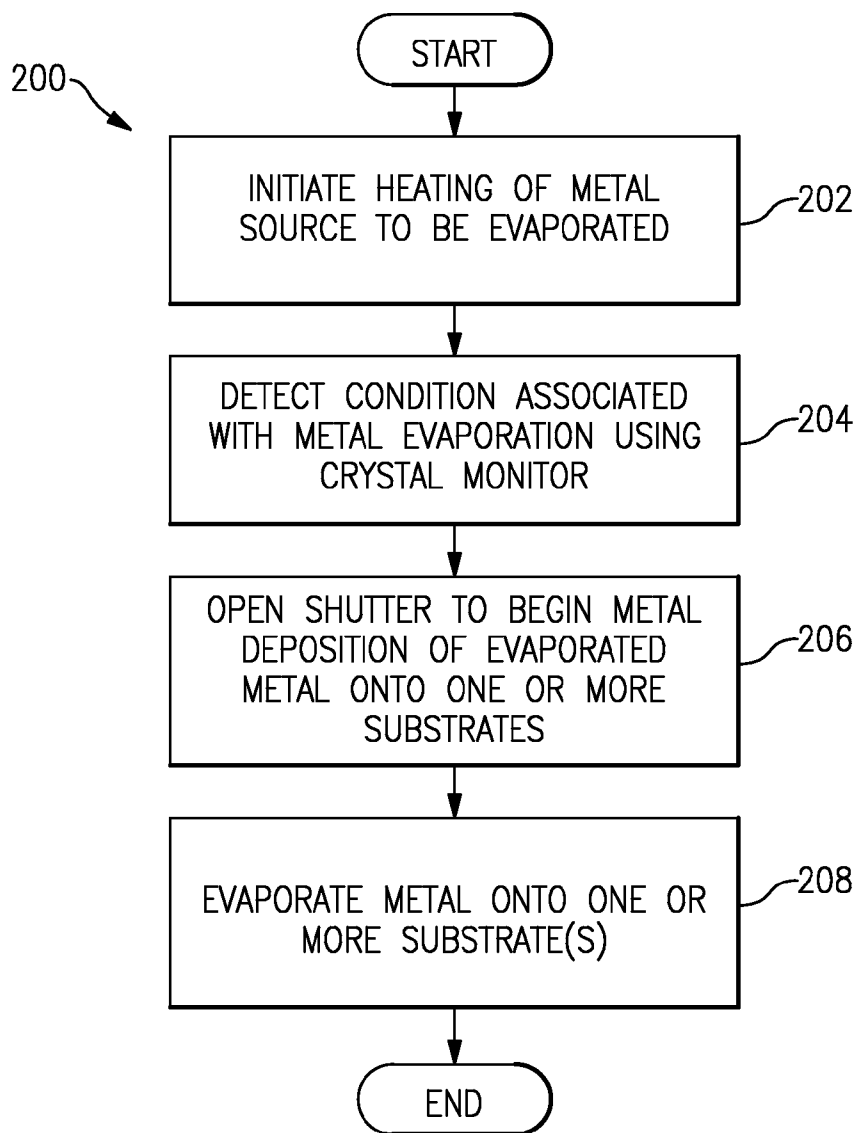 START
200
INITIATE HEATING OF METAL
SOURCE TO BE EVAPORATED
202
DETECT CONDITION ASSOCIATED
WITH METAL EVAPORATION USING
CRYSTAL MONITOR
204
OPEN SHUTTER TO BEGIN METAL
DEPOSITION OF EVAPORATED
METAL ONTO ONE OR MORE
SUBSTRATES
206
EVAPORATE METAL ONTO ONE OR
MORE SUBSTRATE(S)
208
END